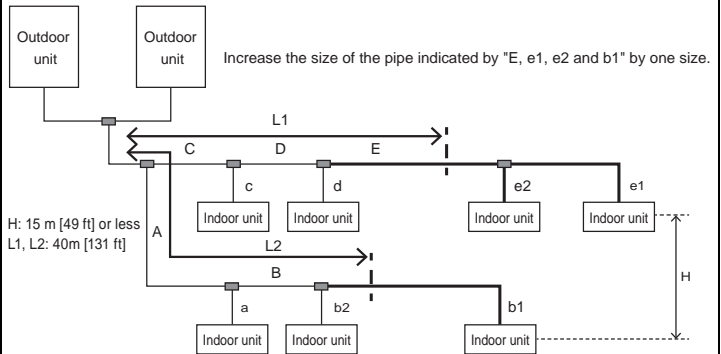 Outdoor
unit
Outdoor
unit
Increase the size of the pipe indicated by "E, e1, e2 and b1" by one size.
L1
C
D
E
c
d
e2
e1
Indoor unit
Indoor unit
Indoor unit
Indoor unit
H: 15 m [49 ft] or less
L1, L2: 40m [131 ft]
A
L2
B
H
a
b2
b1
Indoor unit
Indoor unit
Indoor unit